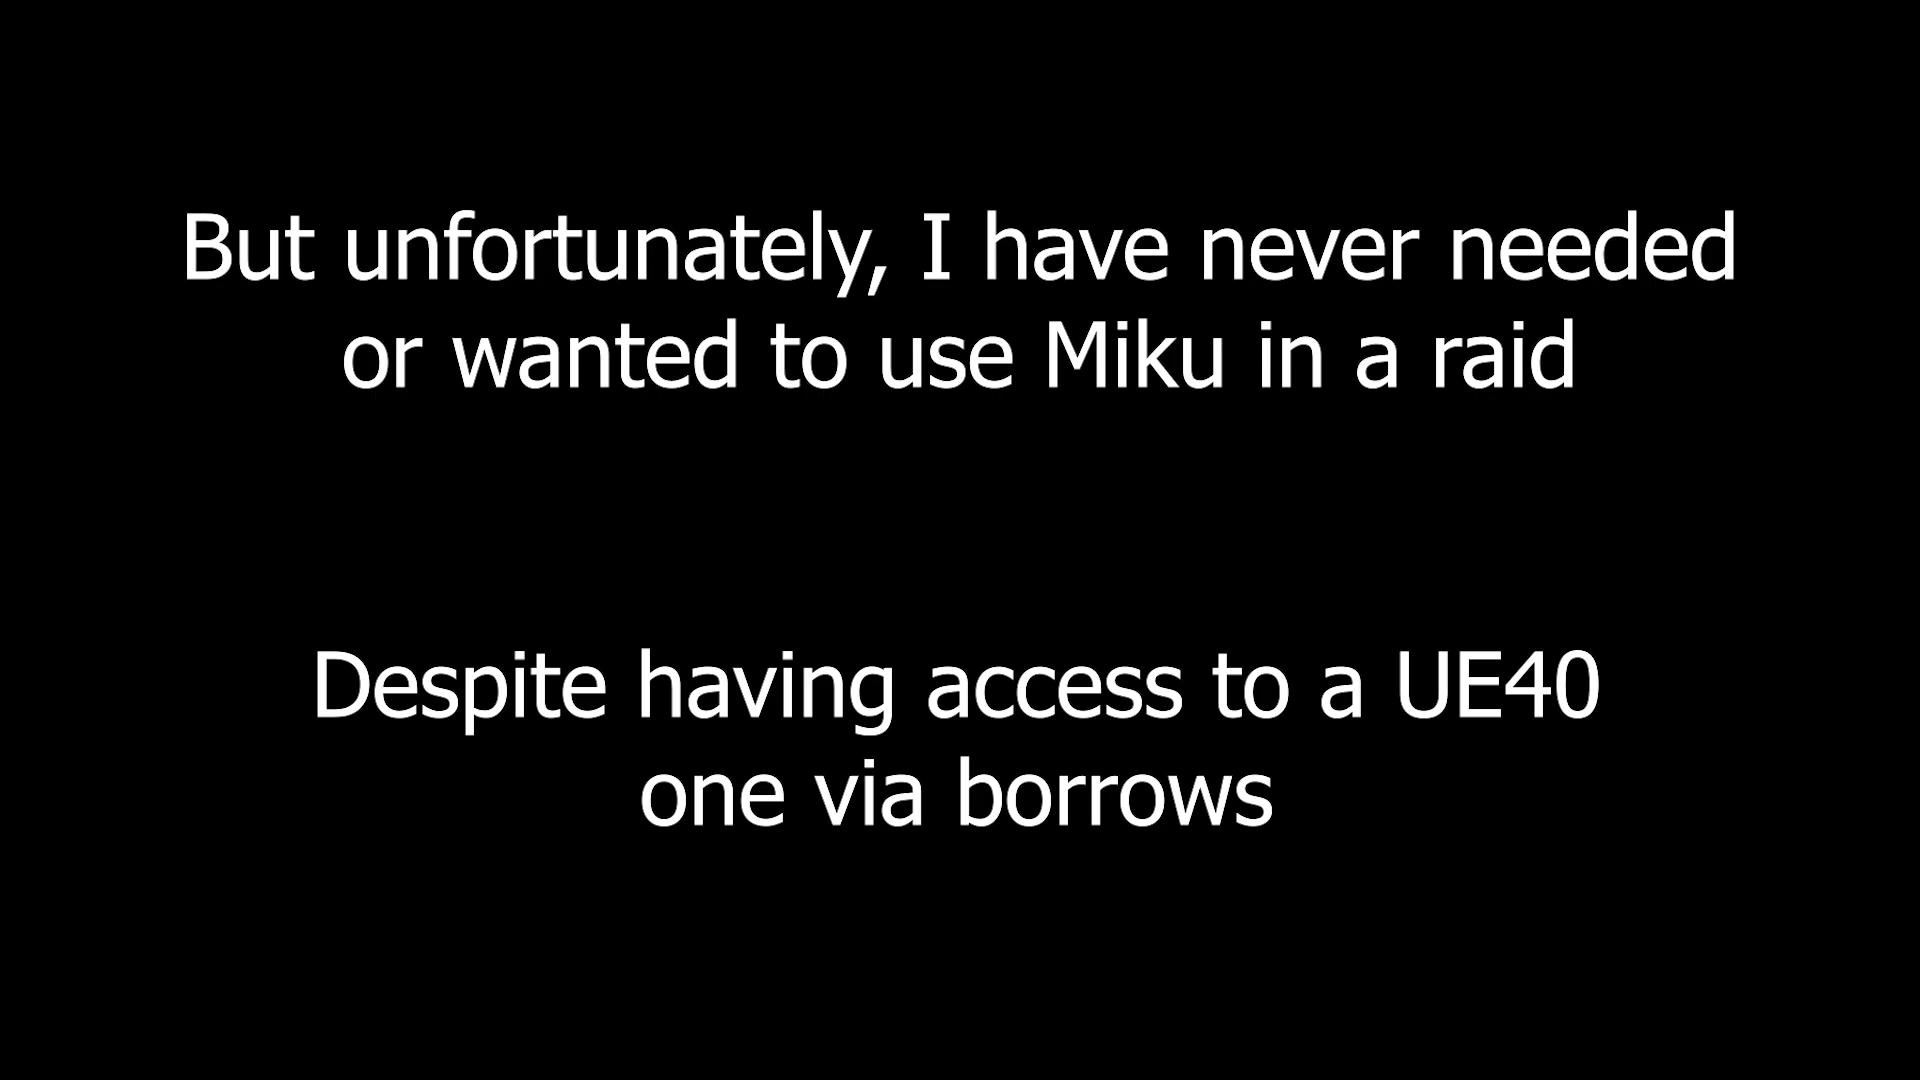 But unfortunately, I have never needed
or wanted to use Miku in a raid
Despite having access to a UE40
one via borrows